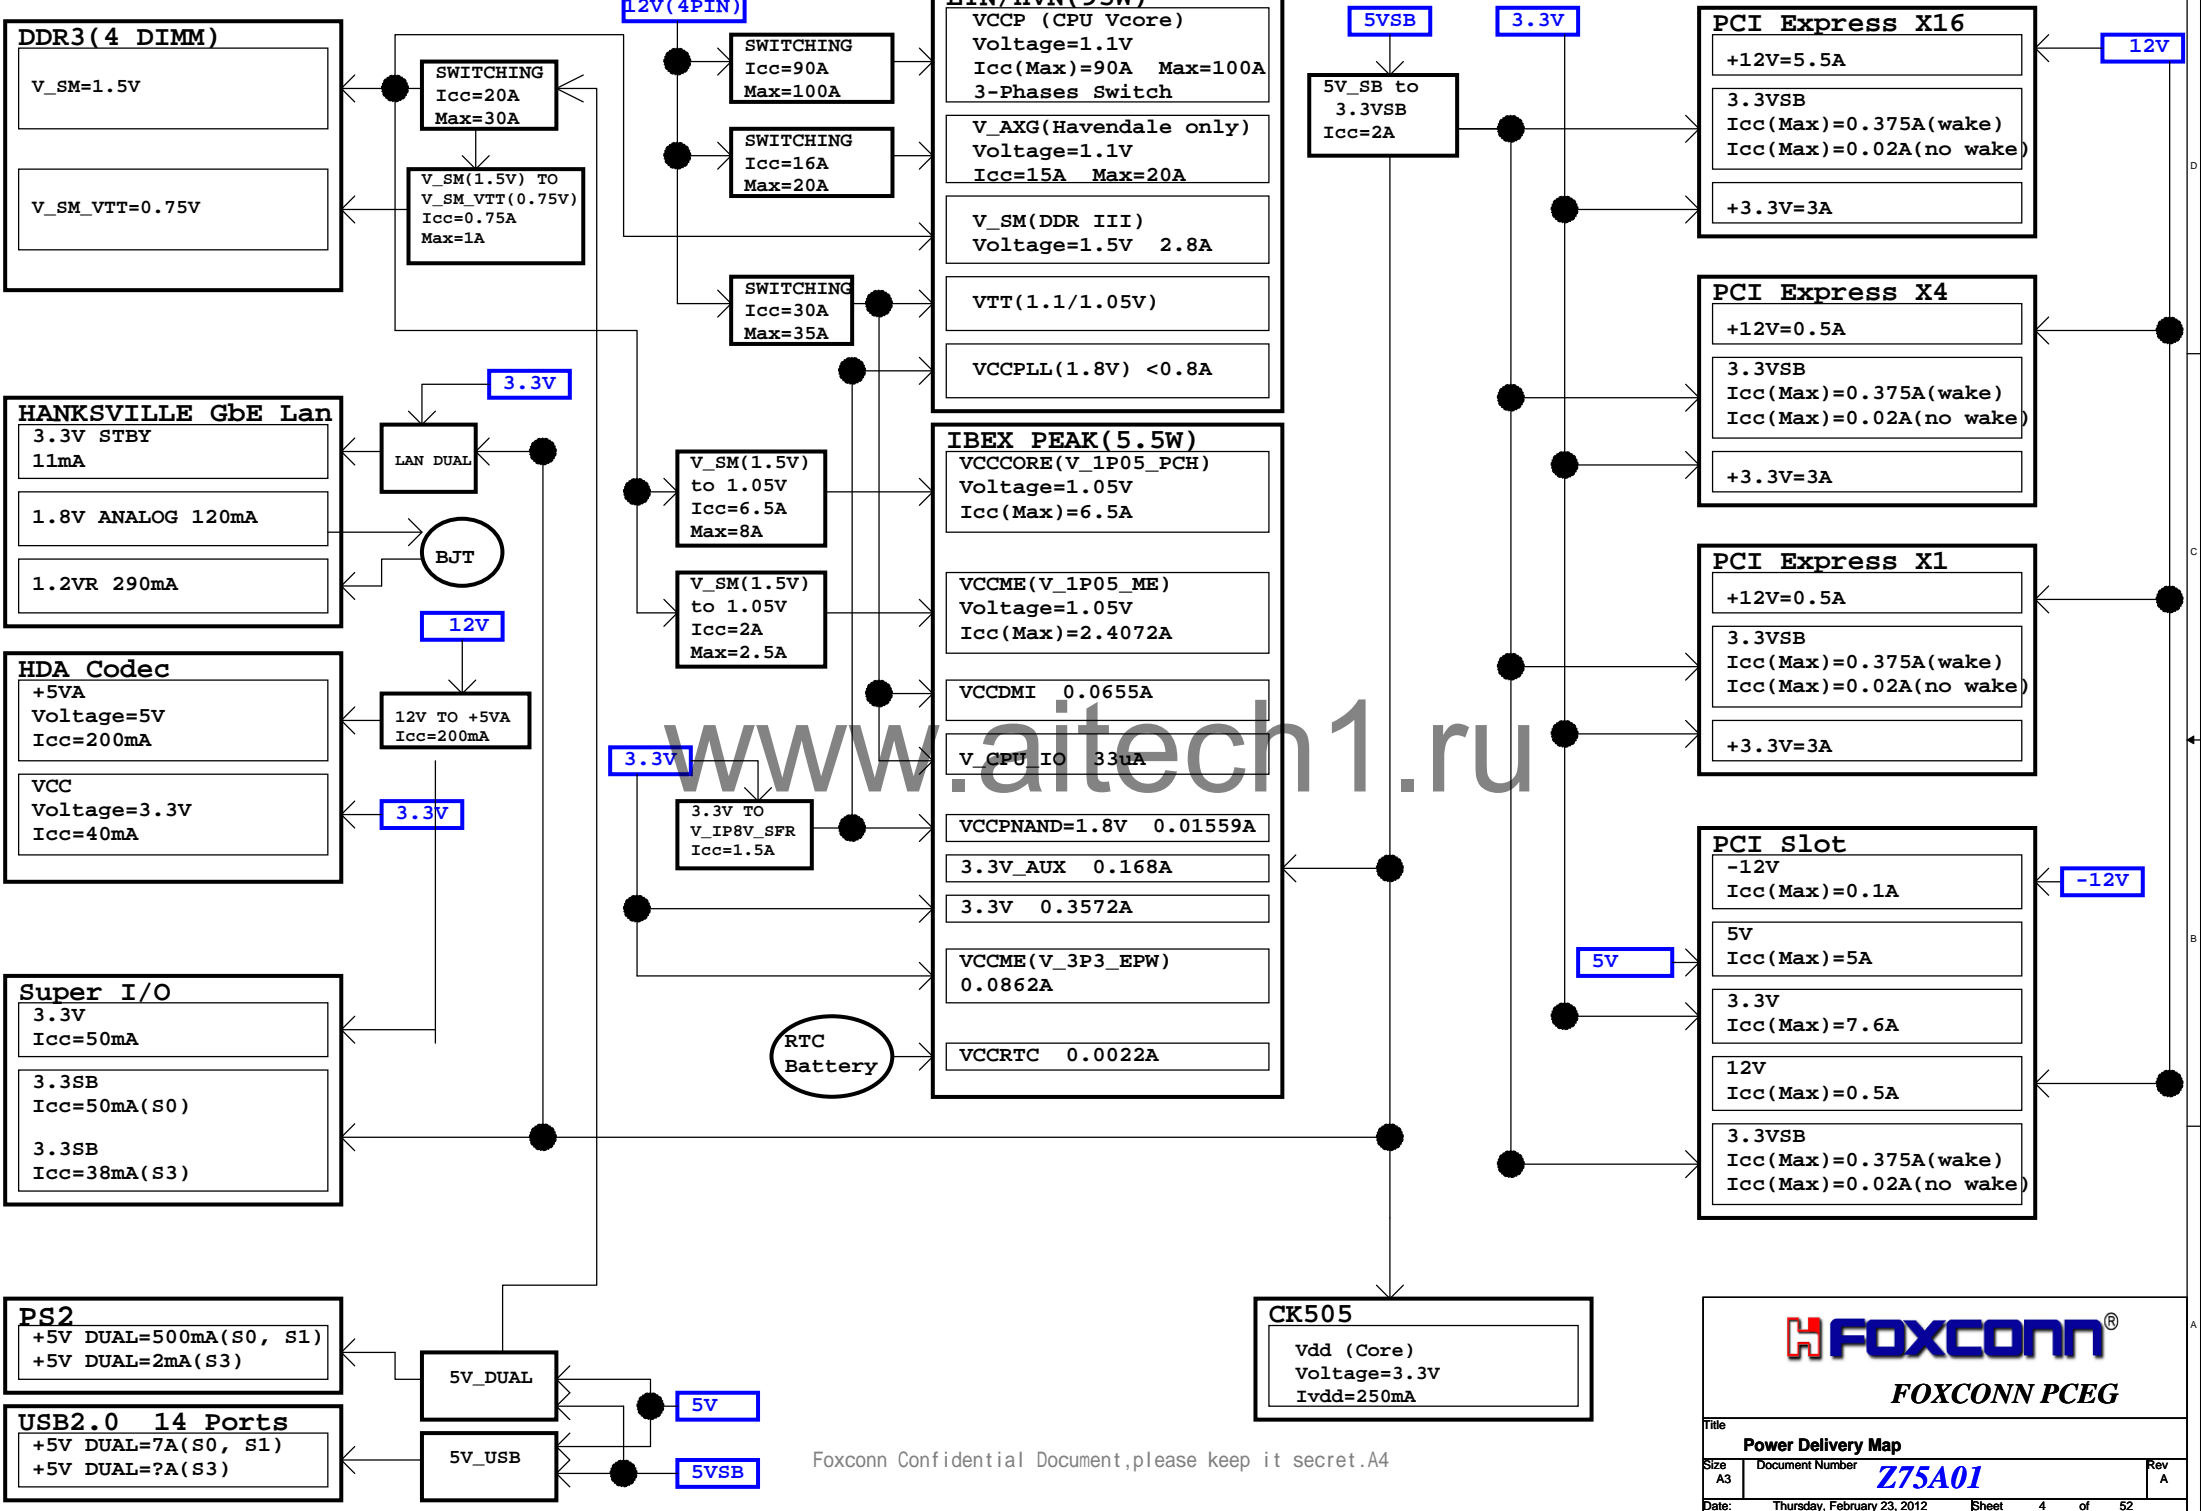 DDR3(4 DIMM)
V_SM=1.5V
V_SM_VTT=0.75V
SWITCHING
Icc=20A
Max=30A
V_SM(1.5V) TO
V_SM_VTT(0.75V)
Icc=0.75A
Max=1A
12V(4PIN)
SWITCHING
Icc=90A
Max=100A
SWITCHING
Icc=16A
Max=20A
SWITCHING
Icc=30A
Max=35A
VCCP (CPU Vcore)
Voltage=1.1V
Icc(Max)=90A Max=100A
3-Phases Switch
V_AXG(Havendale only)
Voltage=1.1V
Icc=15A Max=20A
V_SM(DDR III)
Voltage=1.5V 2.8A
VTT(1.1/1.05V)
VCCPLL(1.8V) <0.8A
5VSB
5V_SB to
3.3VSB
Icc=2A
3.3V
PCI Express X16
+12V=5.5A
3.3VSB
Icc(Max)=0.375A(wake)
Icc(Max)=0.02A(no wake)
+3.3V=3A
12V
PCI Express X4
+12V=0.5A
3.3VSB
Icc(Max)=0.375A(wake)
Icc(Max)=0.02A(no wake)
+3.3V=3A
PCI Express X1
+12V=0.5A
3.3VSB
Icc(Max)=0.375A(wake)
Icc(Max)=0.02A(no wake)
+3.3V=3A
PCI Slot
-12V
Icc(Max)=0.1A
5V
Icc(Max)=5A
3.3V
Icc(Max)=7.6A
12V
Icc(Max)=0.5A
3.3VSB
Icc(Max)=0.375A(wake)
Icc(Max)=0.02A(no wake)
-12V
5V
HANKSVILLE GbE Lan
3.3V STBY
11mA
1.8V ANALOG 120mA
1.2VR 290mA
3.3V
LAN DUAL
BJT
12V
HDA Codec
+5VA
Voltage=5V
Icc=200mA
VCC
Voltage=3.3V
Icc=40mA
12V TO +5VA
Icc=200mA
3.3V
V_SM(1.5V)
to 1.05V
Icc=6.5A
Max=8A
V_SM(1.5V)
to 1.05V
Icc=2A
Max=2.5A
3.3V
3.3V TO
V_IP8V_SFR
Icc=1.5A
IBEX PEAK(5.5W)
VCCCORE(V_1P05_PCH)
Voltage=1.05V
Icc(Max)=6.5A
VCCME(V_1P05_ME)
Voltage=1.05V
Icc(Max)=2.4072A
VCCDMI 0.0655A
V_CPU_IO 33uA
VCCPNAND=1.8V 0.01559A
3.3V_AUX 0.168A
3.3V 0.3572A
VCCME(V_3P3_EPW)
0.0862A
VCCRTC 0.0022A
RTC
Battery
www.aitech1.ru
Super I/O
3.3V
Icc=50mA
3.3SB
Icc=50mA(S0)
3.3SB
Icc=38mA(S3)
PS2
+5V DUAL=500mA(S0, S1)
+5V DUAL=2mA(S3)
USB2.0 14 Ports
+5V DUAL=7A(S0, S1)
+5V DUAL=?A(S3)
5V_DUAL
5V_USB
5V
5VSB
CK505
Vdd (Core)
Voltage=3.3V
Ivdd=250mA
Foxconn Confidential Document,please keep it secret.A4
D
C
B
A
FOXCONN®
FOXCONN PCEG
Title
Power Delivery Map
Size
A3
Document Number
Z75A01
Rev
A
Date: Thursday, February 23, 2012 Sheet 4 of 52